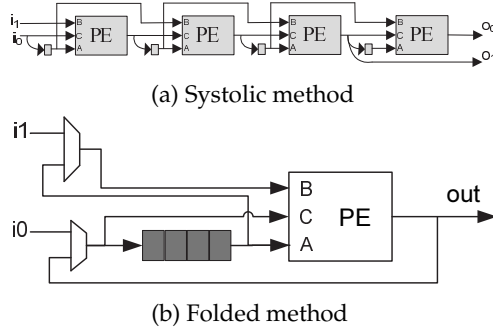 i1 B PE B PE B PE B PE
i0 C C C C o0
A A A A o1
(a) Systolic method
i1
B out
i0 C PE
A
(b) Folded method